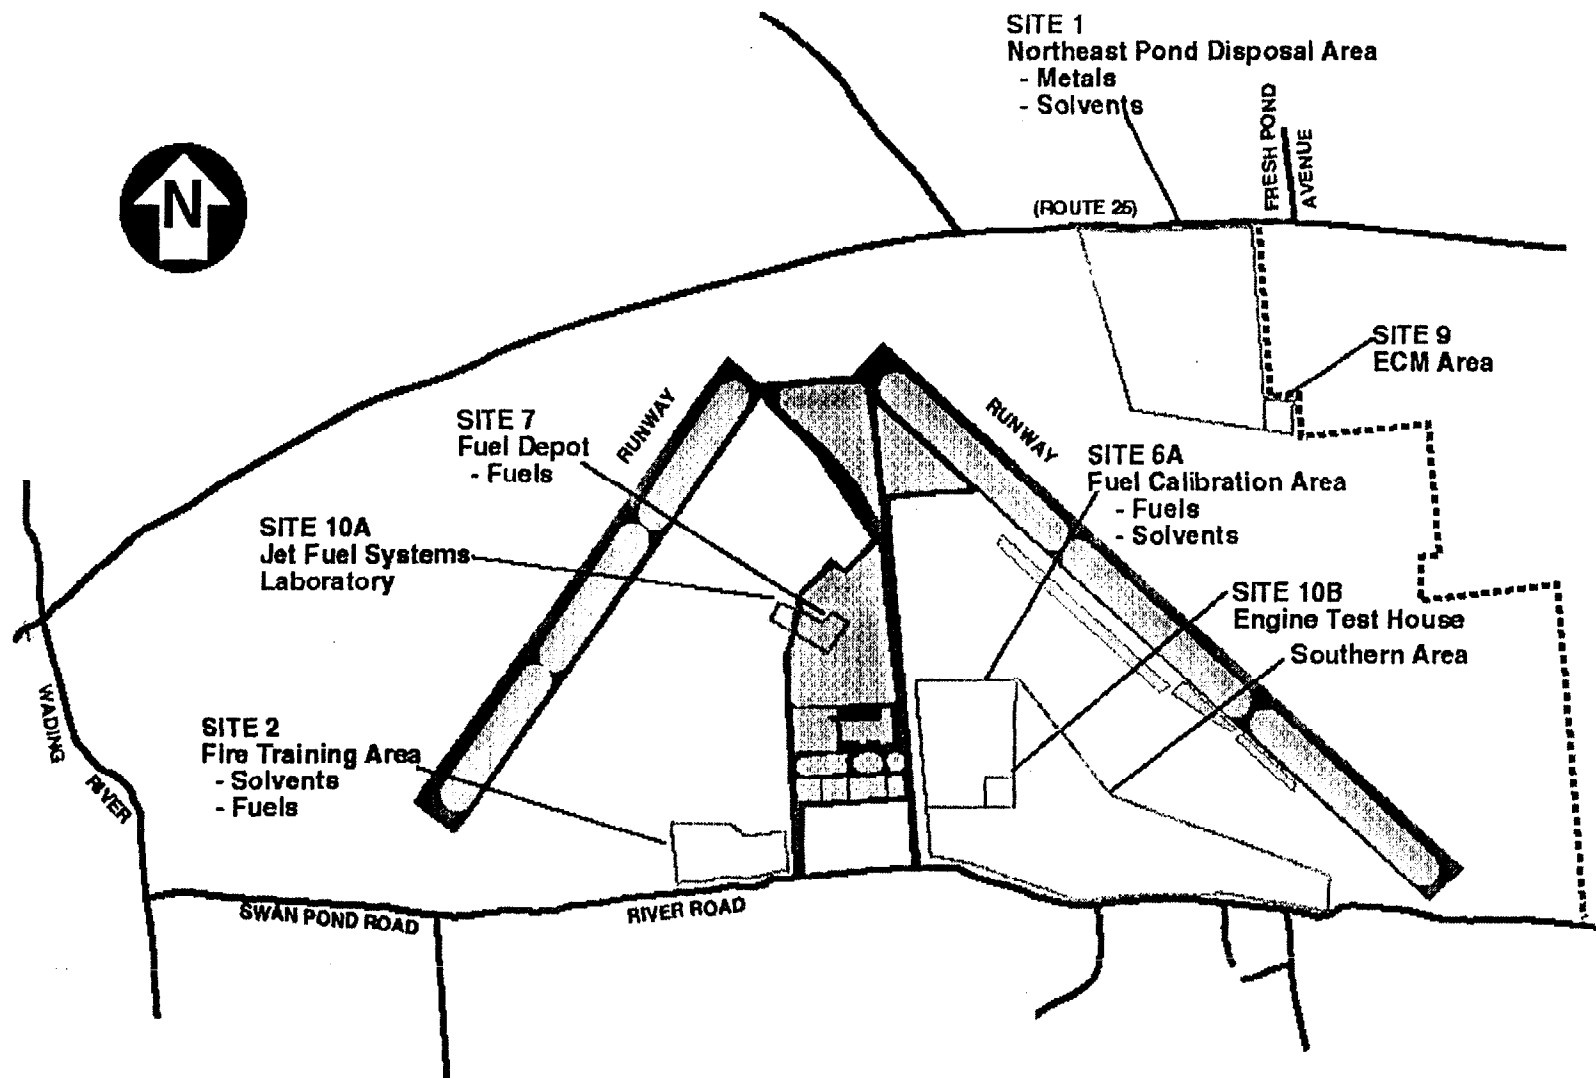 SITE 1
Northeast Pond Disposal Area
- Metals
- Solvents
FRESH POND
AVENUE
N
(ROUTE 25)
SITE 9
ECM Area
RUNWAY
RUNWAY
SITE 7
Fuel Depot
- Fuels
SITE 6A
Fuel Calibration Area
- Fuels
- Solvents
SITE 10A
Jet Fuel Systems
Laboratory
SITE 10B
Engine Test House
Southern Area
WADING
RIVER
SITE 2
Fire Training Area
- Solvents
- Fuels
SWAN POND ROAD
RIVER ROAD